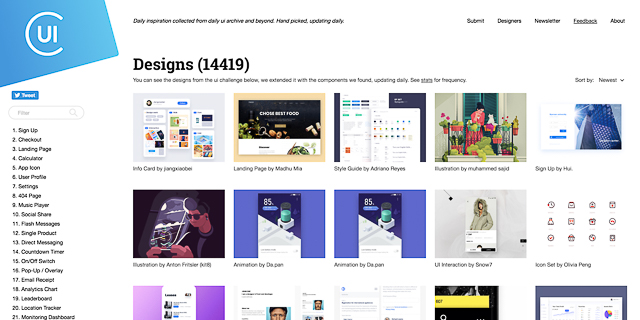 UI
Daily inspiration collected from daily ui archive and beyond. Hand picked, updating daily.
Submit
Designers
Newsletter
Feedback
About
Designs (14419)
You can see the designs from the ui challenge below, we extended it with the components we found, updating daily. See stats for frequency.
Sort by: Newest
Tweet
Filter
1. Sign Up
2. Checkout
3. Landing Page
4. Calculator
5. App Icon
6. User Profile
7. Settings
8. 404 Page
9. Music Player
10. Social Share
11. Flash Messages
12. Single Product
13. Direct Messaging
14. Countdown Timer
15. On/Off Switch
16. Pop-Up / Overlay
17. Email Receipt
18. Analytics Chart
19. Leaderboard
20. Location Tracker
21. Monitoring Dashboard
CHOSE BEST FOOD
Info Card by jiangxiaobei
Landing Page by Madhu Mia
Style Guide by Adriano Reyes
Illustration by muhammed sajd
Sign Up by Hui.
85.
85.
Illustration by Anton Fritsler (kit8)
Animation by Da.pan
Animation by Da.pan
UI Interaction by Snow7
Icon Set by Olivia Peng